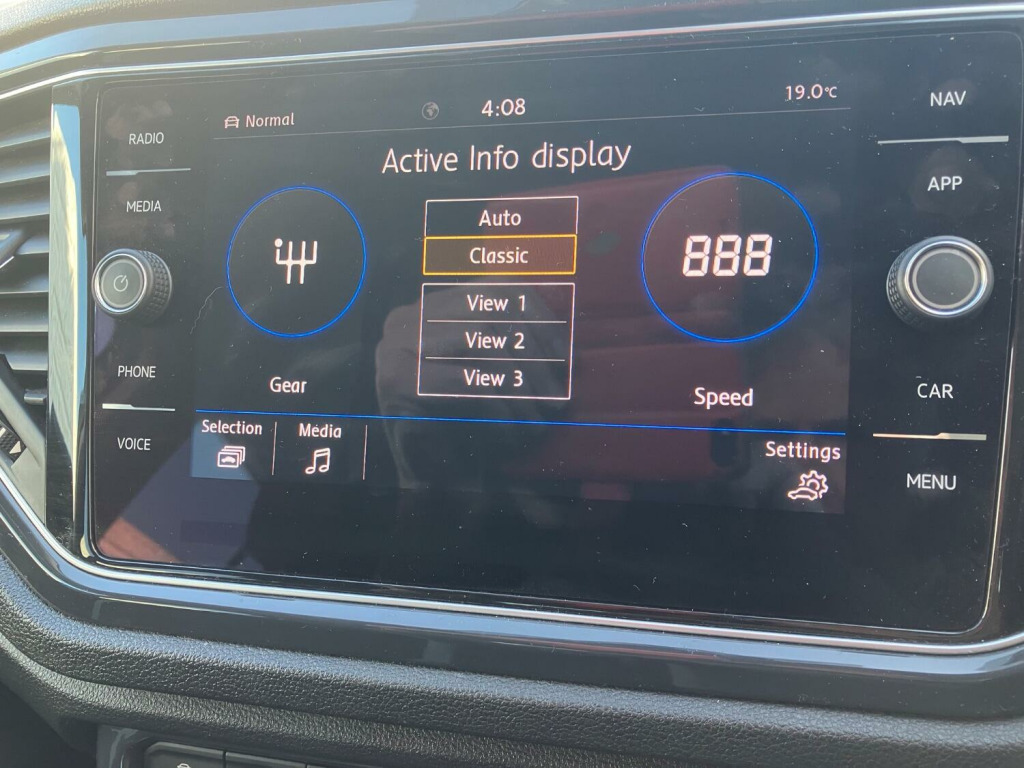 RADIO
MEDIA
PHONE
VOICE
Normal
4:08
19.0°C
Active Info display
Auto
Classic
View 1
View 2
View 3
888
Gear
Speed
Selection
Media
Settings
NAV
APP
CAR
MENU